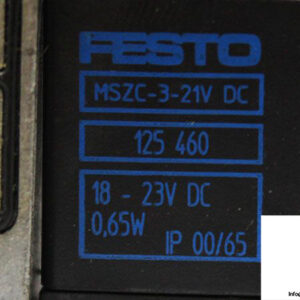 FESTO
MSZC-3-21V DC
125 460
18 - 23V DC
0,65W
IP 00/65